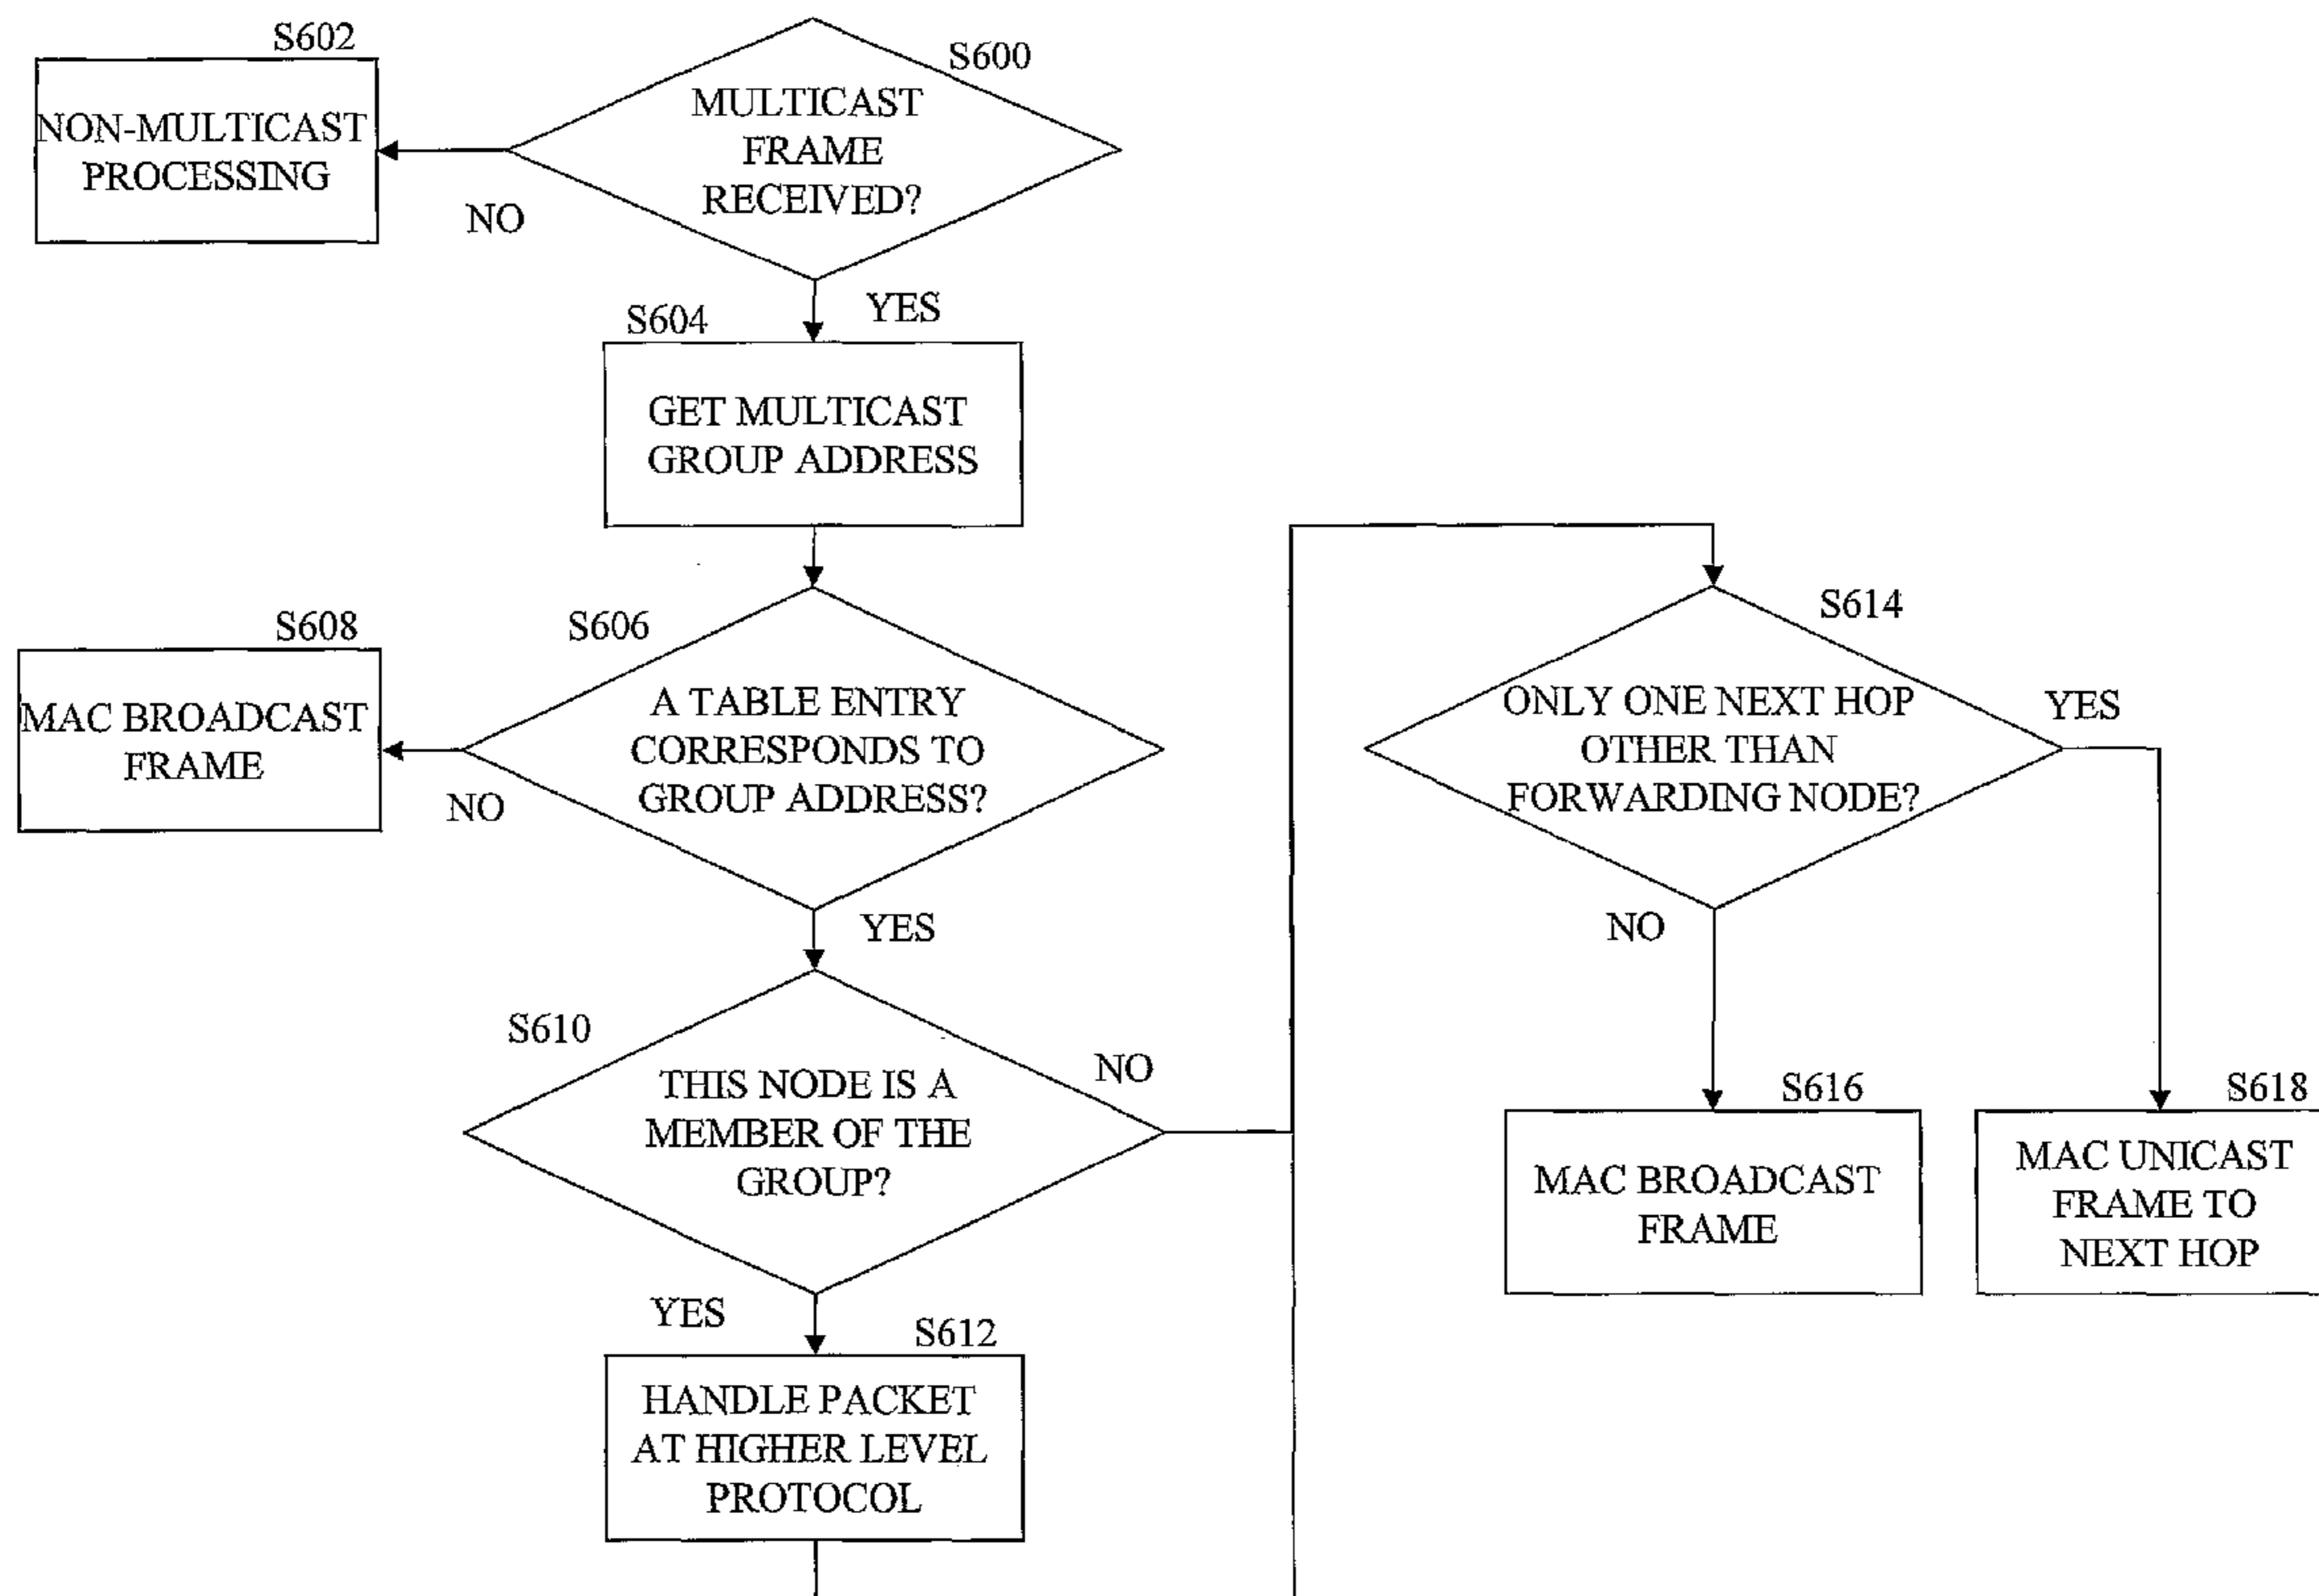 S602
NON-MULTICAST
PROCESSING
S600
MULTICAST
FRAME
RECEIVED?
NO
YES
S604
GET MULTICAST
GROUP ADDRESS
S608
MAC BROADCAST
FRAME
S606
A TABLE ENTRY
CORRESPONDS TO
GROUP ADDRESS?
NO
YES
S610
THIS NODE IS A
MEMBER OF THE
GROUP?
NO
YES
S612
HANDLE PACKET
AT HIGHER LEVEL
PROTOCOL
S614
ONLY ONE NEXT HOP
OTHER THAN
FORWARDING NODE?
YES
NO
S616
MAC BROADCAST
FRAME
S618
MAC UNICAST
FRAME TO
NEXT HOP